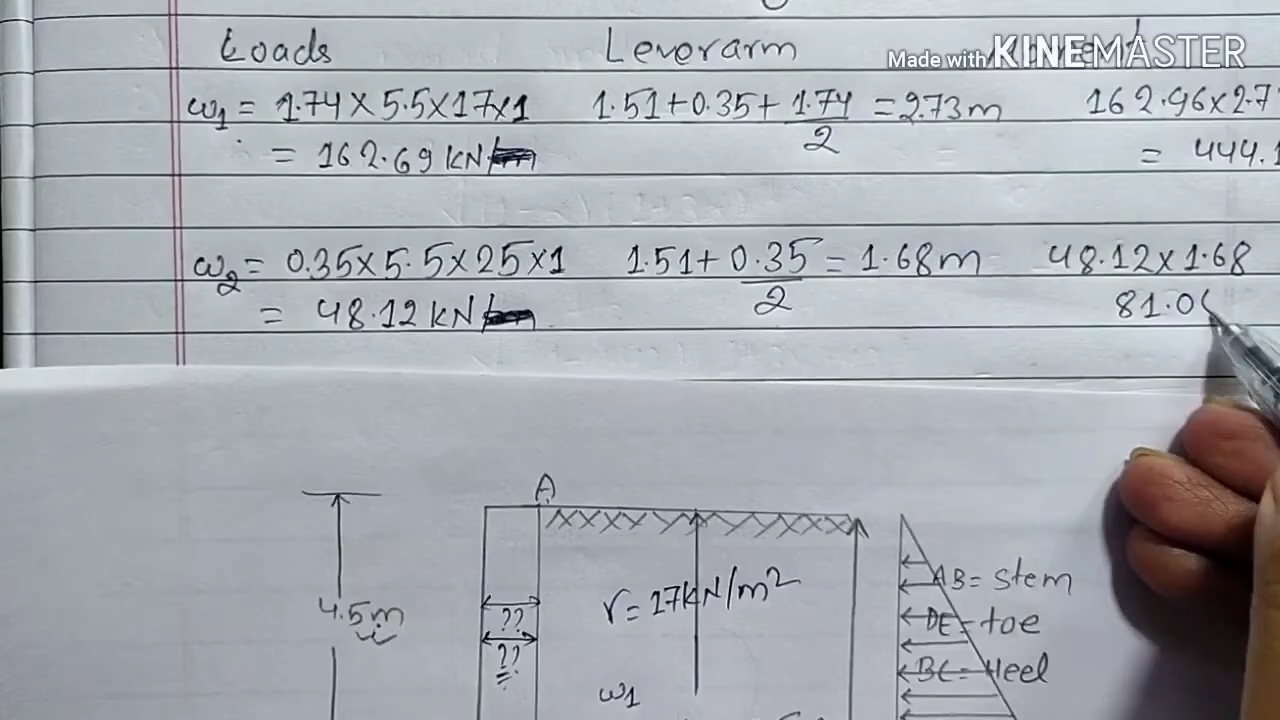 Loads Leverarm
Made with KINEMASTER
w1 = 1.74 x 5.5 x 17 x 1 1.51 + 0.35 + 1.74/2 = 2.73 m 162.96 x 2.7
= 162.69 KN = 444.1
w2 = 0.35 x 5.5 x 25 x 1 1.51 + 0.35/2 = 1.68 m 48.12 x 1.68
= 48.12 KN 81.0
A
4.5m
r = 17 kN/m2
??
??
AB = stem
DE = toe
BC = Heel
w1